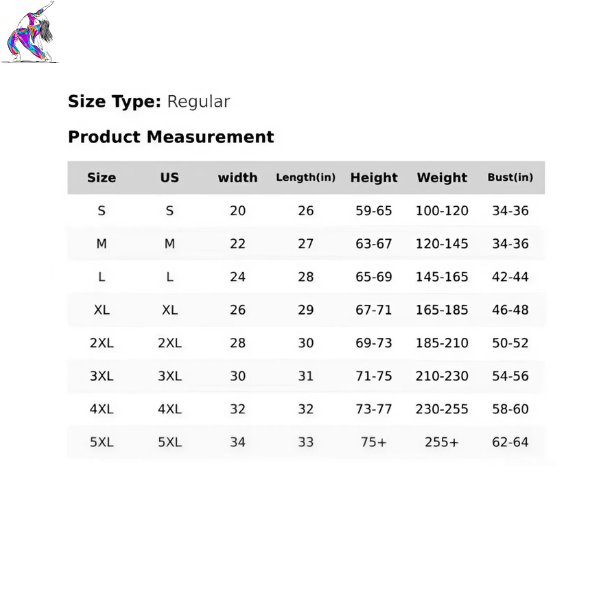 Size Type: Regular
Product Measurement
Size US width Length(in) Height Weight Bust(in)
S S 20 26 59-65 100-120 34-36
M M 22 27 63-67 120-145 34-36
L L 24 28 65-69 145-165 42-44
XL XL 26 29 67-71 165-185 46-48
2XL 2XL 28 30 69-73 185-210 50-52
3XL 3XL 30 31 71-75 210-230 54-56
4XL 4XL 32 32 73-77 230-255 58-60
5XL 5XL 34 33 75+ 255+ 62-64